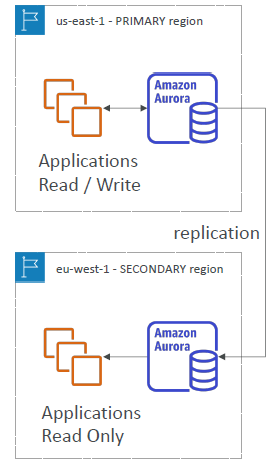 us-east-1 - PRIMARY region
Amazon
Aurora
Applications
Read / Write
replication
eu-west-1 - SECONDARY region
Amazon
Aurora
Applications
Read Only